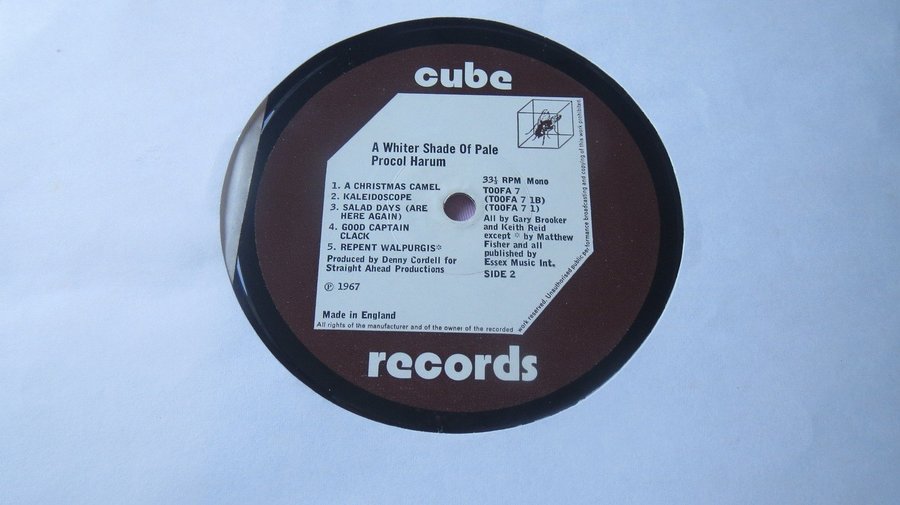 cube
A Whiter Shade Of Pale
Procol Harum
1. A CHRISTMAS CAMEL
2. KALEIDOSCOPE
3. SALAD DAYS (ARE
HERE AGAIN)
4. GOOD CAPTAIN
CLACK
5. REPENT WALPURGIS☼
Produced by Denny Cordell for
Straight Ahead Productions
℗ 1967
Made in England
33⅓ RPM Mono
TOOFA 7
(TOOFA 7 1B)
(TOOFA 7 1)
All by Gary Brooker
and Keith Reid
except ☼ by Matthew
Fisher and all
published by
Essex Music Int.
SIDE 2
All rights of the manufacturer and of the owner of the recorded
work reserved. Unauthorised public performance broadcasting and copying of this work prohibited
records